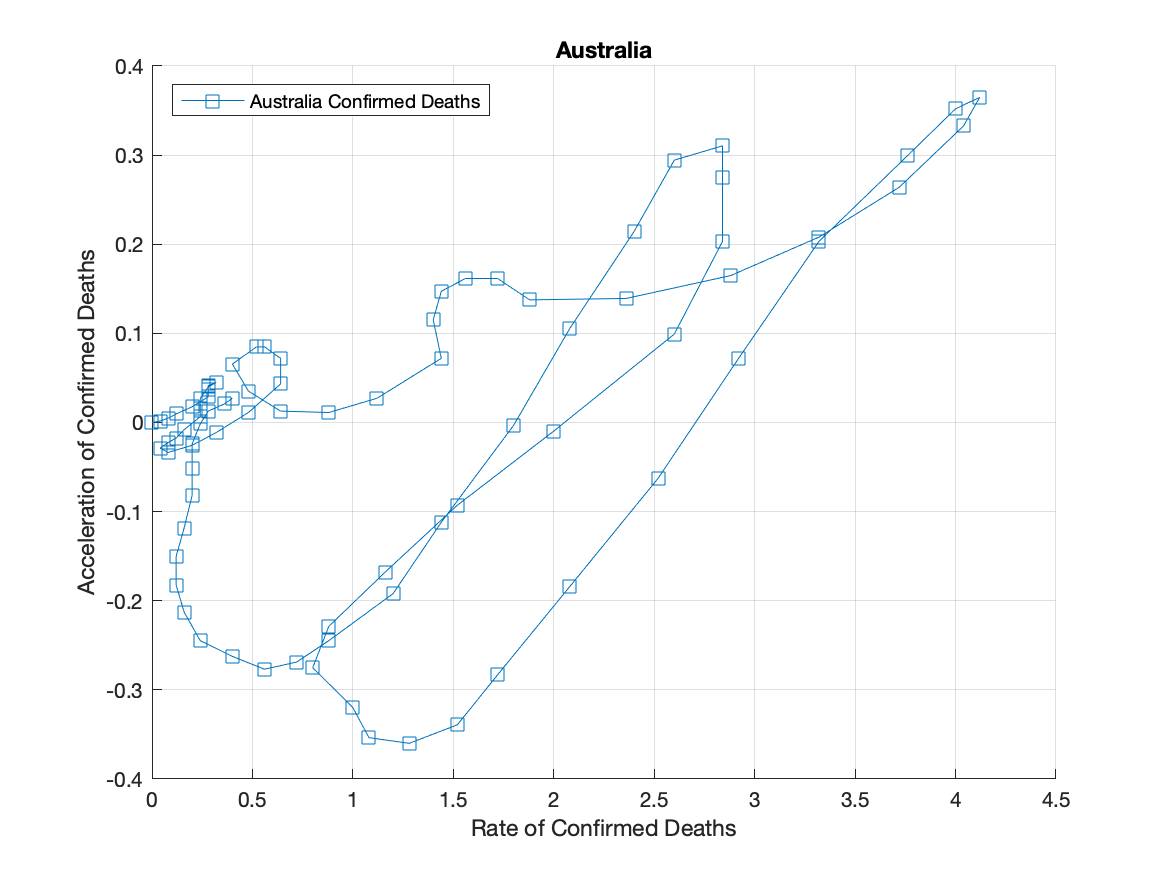 Australia
Australia Confirmed Deaths
Acceleration of Confirmed Deaths
0.4
0.3
0.2
0.1
0
-0.1
-0.2
-0.3
-0.4
0 0.5 1 1.5 2 2.5 3 3.5 4 4.5
Rate of Confirmed Deaths